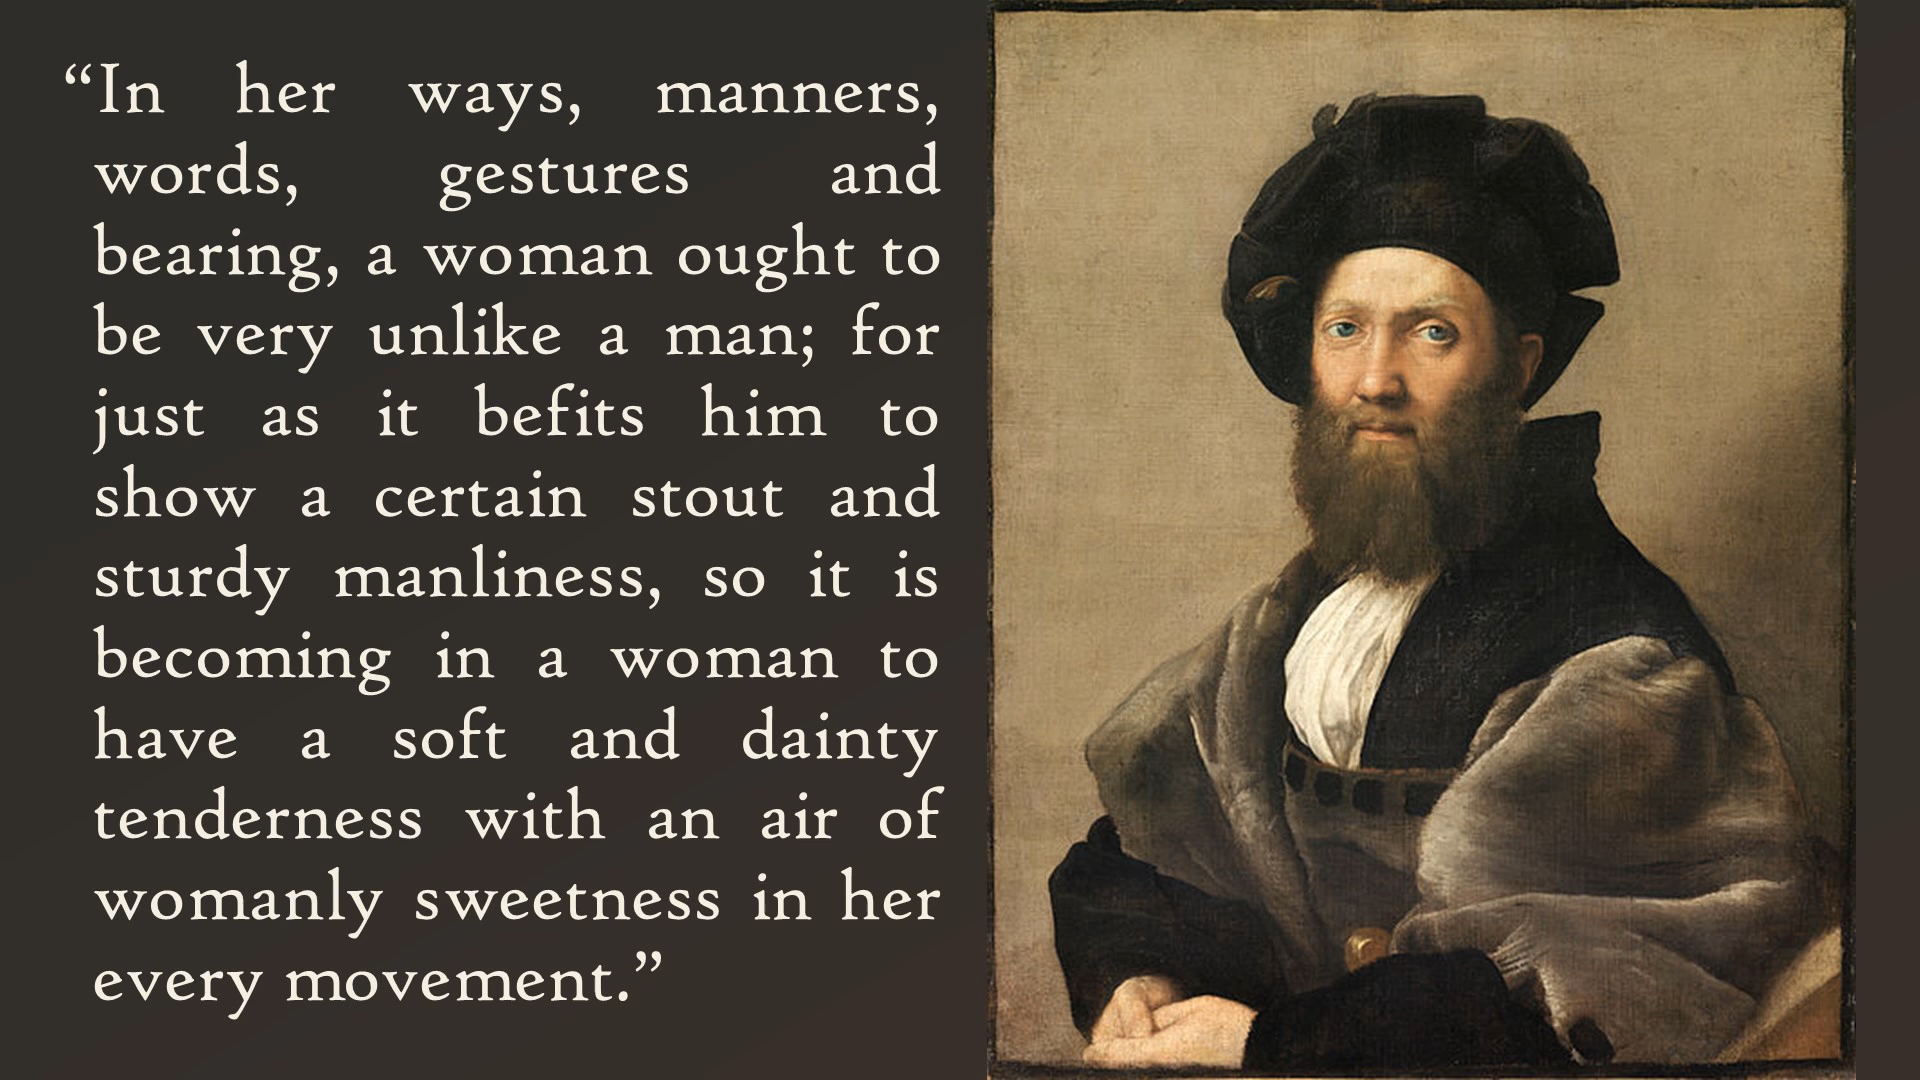 “In her ways, manners,
words, gestures and
bearing, a woman ought to
be very unlike a man; for
just as it befits him to
show a certain stout and
sturdy manliness, so it is
becoming in a woman to
have a soft and dainty
tenderness with an air of
womanly sweetness in her
every movement.”